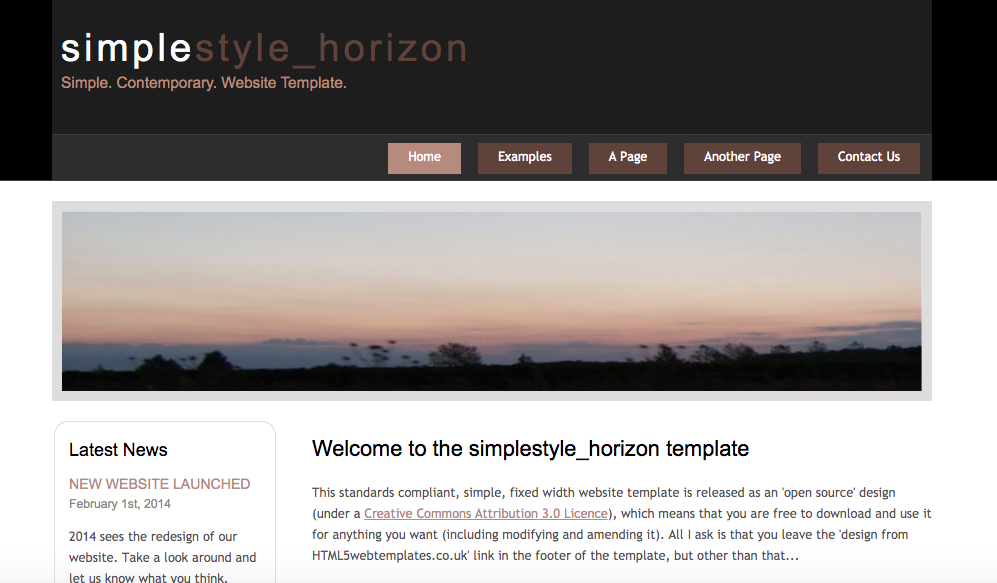 simplestyle_horizon
Simple. Contemporary. Website Template.
Home Examples A Page Another Page Contact Us
Latest News
NEW WEBSITE LAUNCHED
February 1st, 2014
2014 sees the redesign of our
website. Take a look around and
let us know what you think.
Welcome to the simplestyle_horizon template
This standards compliant, simple, fixed width website template is released as an 'open source' design
(under a Creative Commons Attribution 3.0 Licence), which means that you are free to download and use it
for anything you want (including modifying and amending it). All I ask is that you leave the 'design from
HTML5webtemplates.co.uk' link in the footer of the template, but other than that...